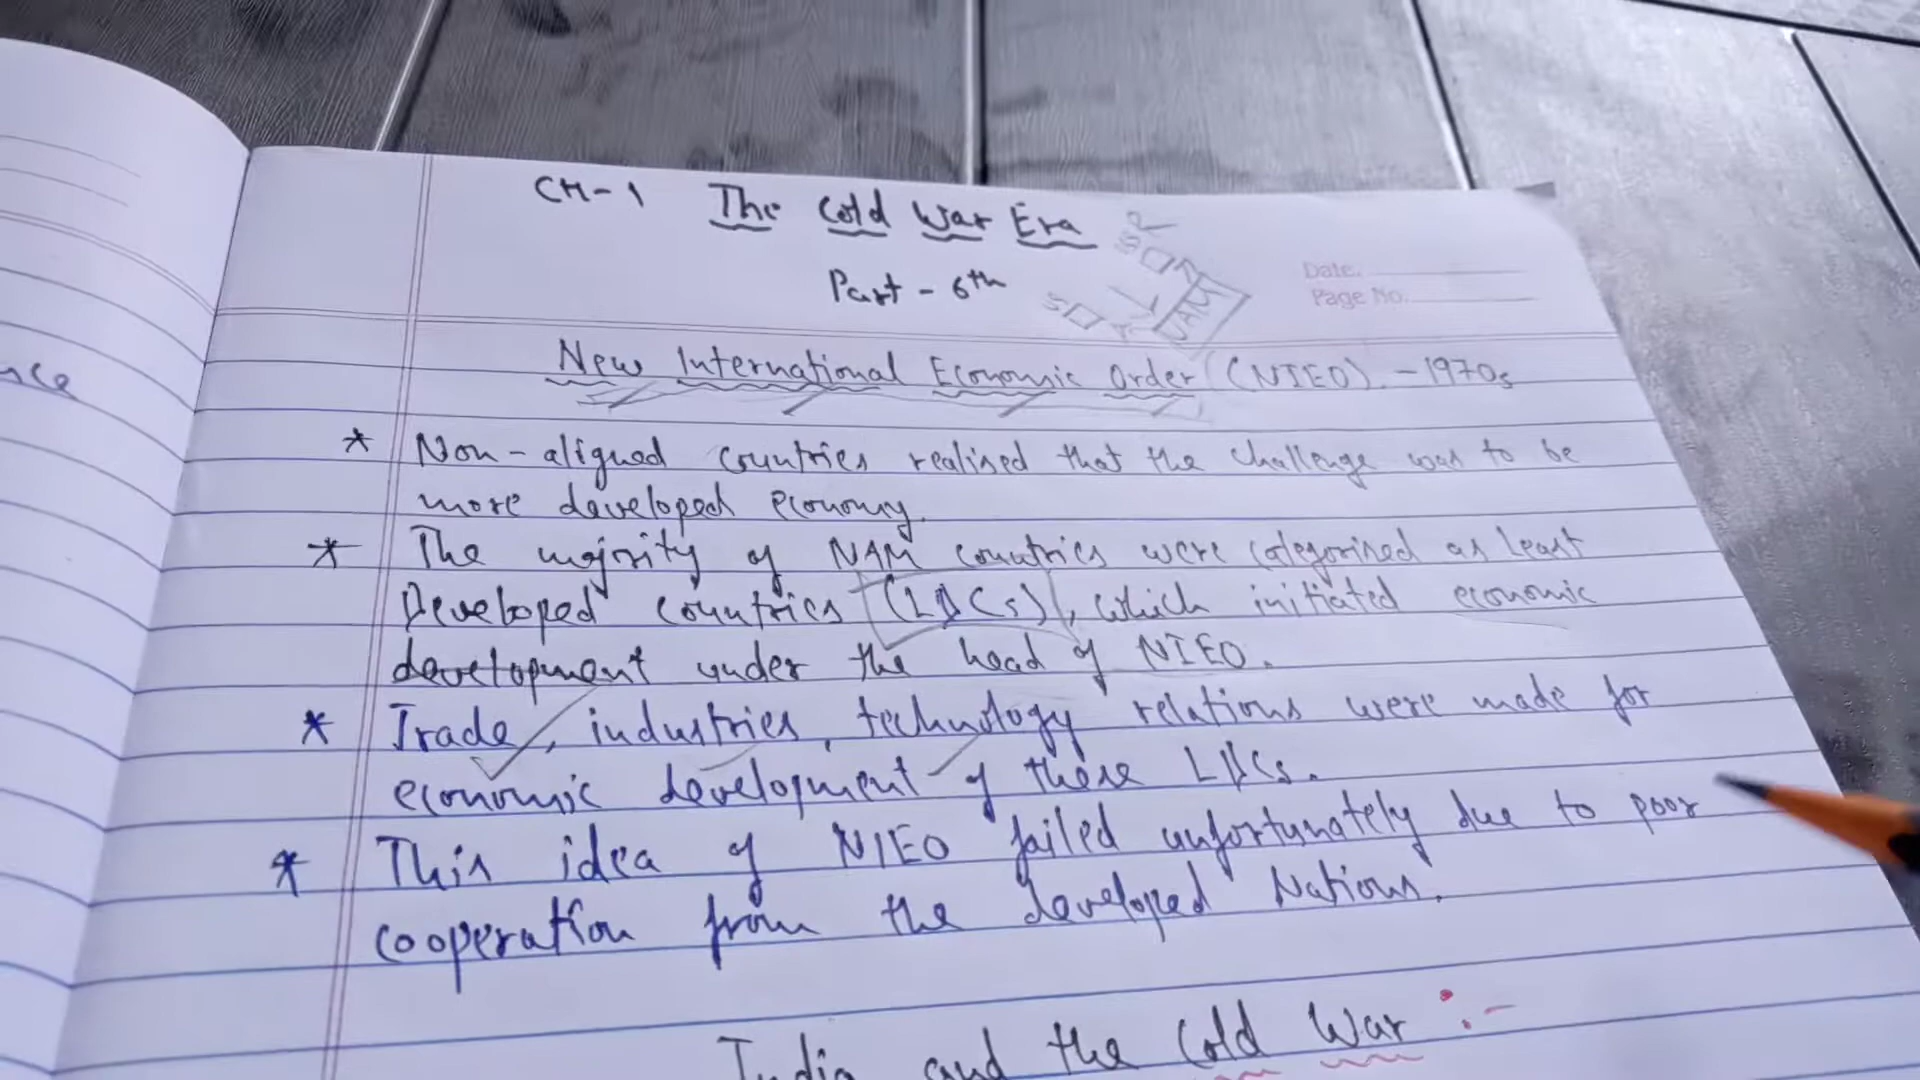 CH-1 The Cold War Era
Part - 6th
Date.
Page No.
New International Economic Order (NIEO). - 1970s
* Non-aligned countries realised that the challenge was to be
more developed economy.
* The majority of NAM countries were categorised as Least
Developed countries (LDCs), which initiated economic
development under the head of NIEO.
* Trade, industries, technology relations were made for
economic development of these LDCs.
* This idea of NIEO failed unfortunately due to poor
cooperation from the developed Nations.
India and the Cold War :-